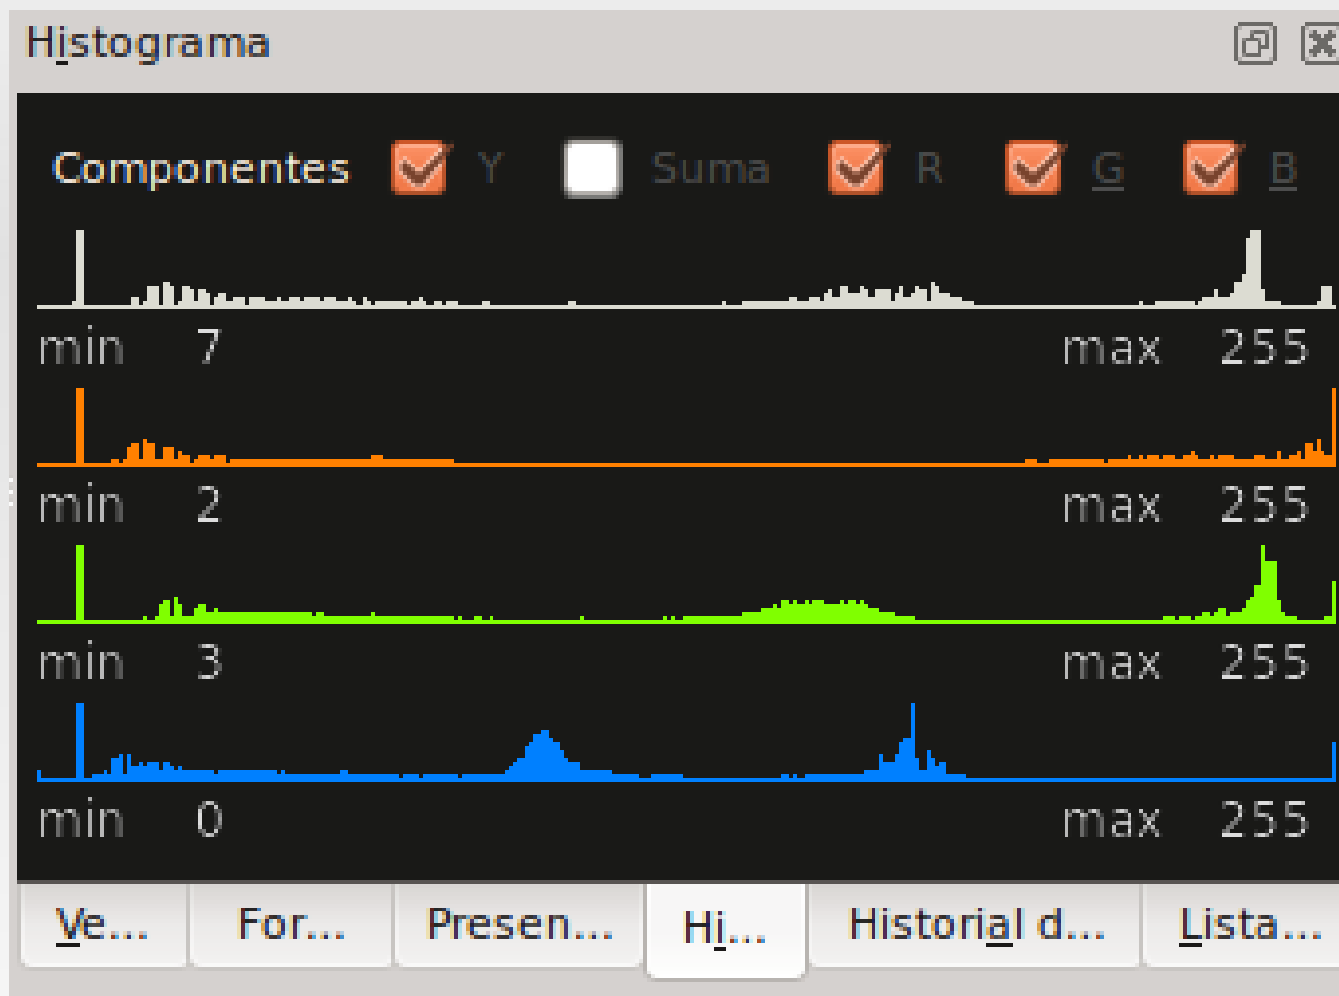 Histograma
Componentes Y Suma R G B
min 7 max 255
min 2 max 255
min 3 max 255
min 0 max 255
Ve... For... Presen... Hi... Historial d... Lista...